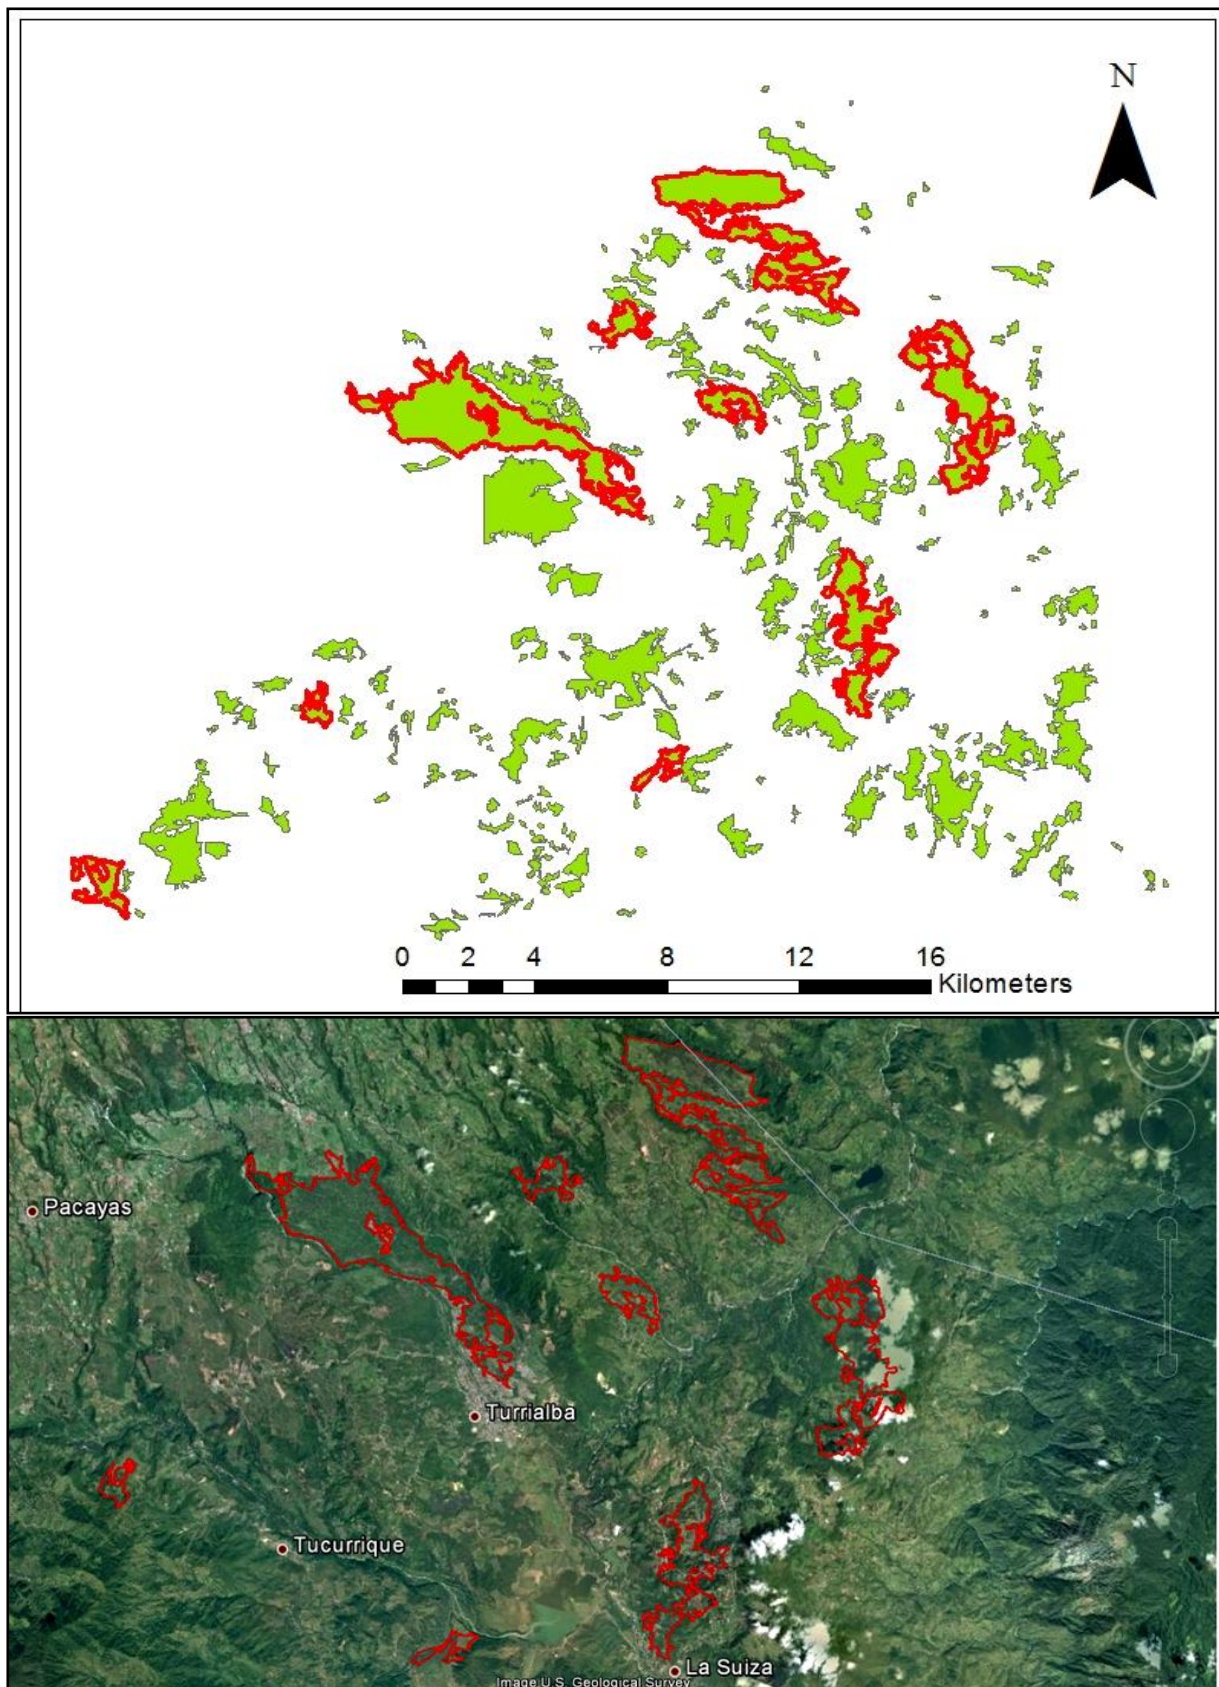 N
0 2 4 8 12 16
Kilometers
Pacayas
Turrialba
Tucurrique
La Suiza
Image U.S. Geological Survey